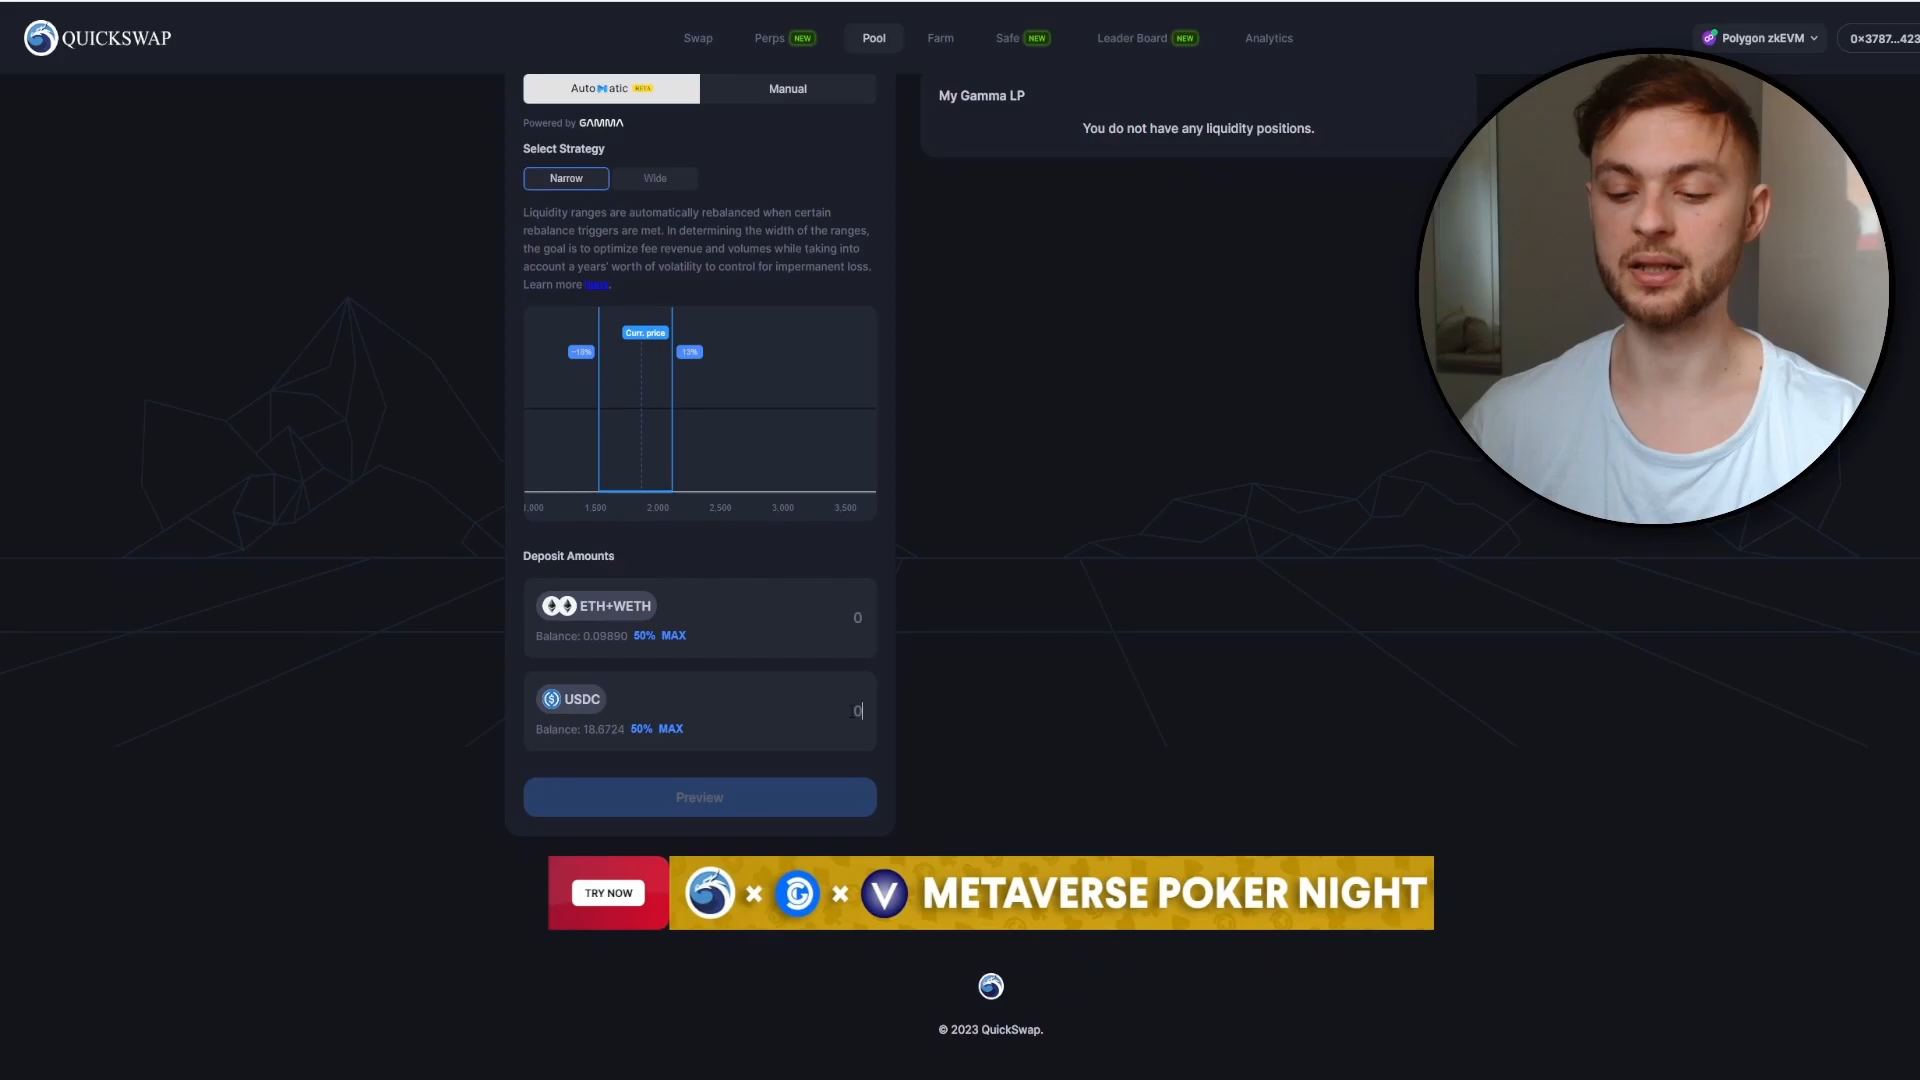 QUICKSWAP
Swap
Perps NEW
Pool
Farm
Safe NEW
Leader Board NEW
Analytics
Polygon zkEVM
0x3787...423
Automatic BETA
Manual
Powered by GAMMA
Select Strategy
Narrow
Wide
Liquidity ranges are automatically rebalanced when certain
rebalance triggers are met. In determining the width of the ranges,
the goal is to optimize fee revenue and volumes while taking into
account a years' worth of volatility to control for impermanent loss.
Learn more here.
Curr. price
13%
,000 1,500 2,000 2,500 3,000 3,500
Deposit Amounts
ETH+WETH
0
Balance: 0.09890 50% MAX
USDC
0
Balance: 18.6724 50% MAX
Preview
My Gamma LP
You do not have any liquidity positions.
TRY NOW
METAVERSE POKER NIGHT
© 2023 QuickSwap.